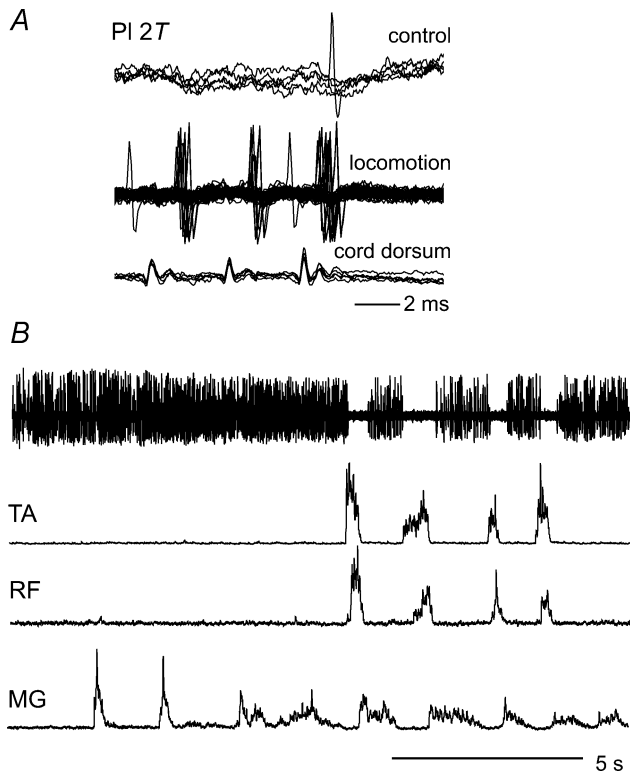 A
Pl 2T
control
locomotion
cord dorsum
2 ms
B
TA
RF
MG
5 s